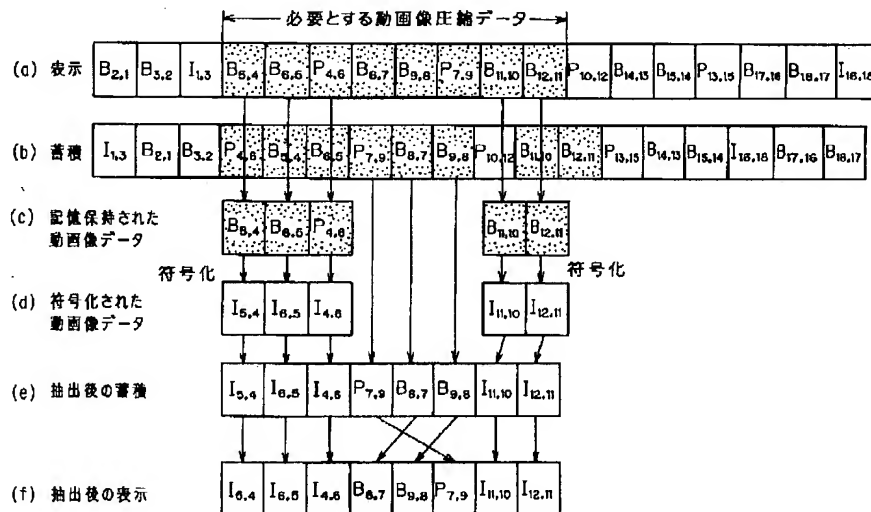 必要とする動画像圧縮データ
(a) 表示 B2,1 B3,2 I1,3 B5,4 B6,5 P4,6 B8,7 B9,8 P7,9 B11,10 B12,11 P10,12 B14,13 B15,14 P13,15 B17,16 B18,17 I16,18
(b) 蓄積 I1,3 B2,1 B3,2 P4,6 B5,4 B6,5 P7,9 B8,7 B9,8 P10,12 B11,10 B12,11 P13,15 B14,13 B15,14 I16,18 B17,16 B18,17
(c) 記憶保持された
動画像データ
B5,4 B6,5 P4,6 B11,10 B12,11
符号化 符号化
(d) 符号化された
動画像データ
I5,4 I6,5 I4,6 I11,10 I12,11
(e) 抽出後の蓄積 I5,4 I6,5 I4,6 P7,9 B8,7 B9,8 I11,10 I12,11
(f) 抽出後の表示 I5,4 I6,5 I4,6 B8,7 B9,8 P7,9 I11,10 I12,11